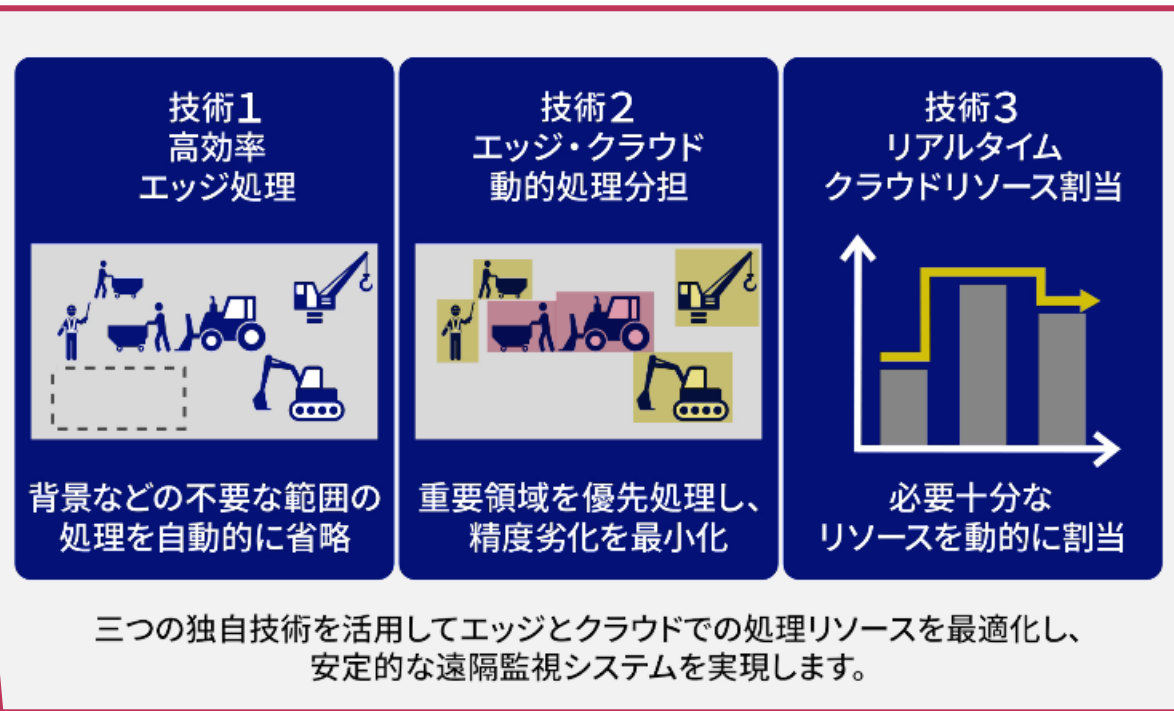 技術1
高効率
エッジ処理
背景などの不要な範囲の
処理を自動的に省略
技術2
エッジ・クラウド
動的処理分担
重要領域を優先処理し、
精度劣化を最小化
技術3
リアルタイム
クラウドリソース割当
必要十分な
リソースを動的に割当
三つの独自技術を活用してエッジとクラウドでの処理リソースを最適化し、
安定的な遠隔監視システムを実現します。